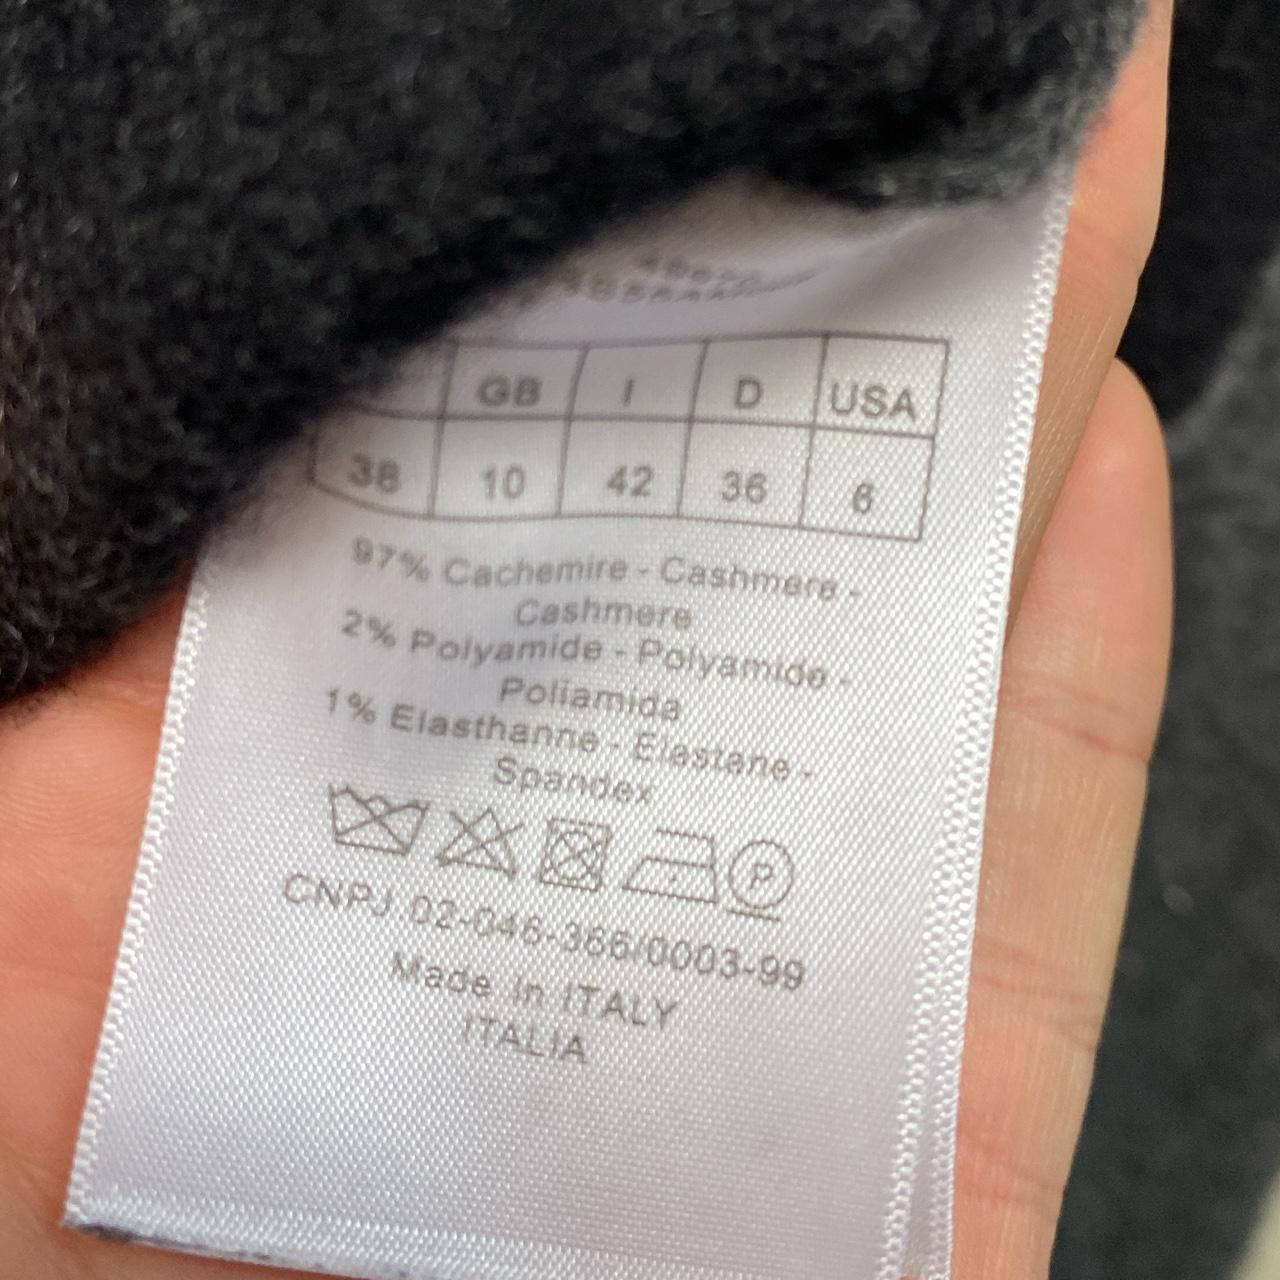 GB I D USA
38 10 42 36 6
97% Cachemire - Cashmere -
Cashmere
2% Polyamide - Polyamide -
Poliamida
1% Elasthanne - Elastane -
Spandex
P
CNPJ 02-046-366/0003-99
Made in ITALY
ITALIA